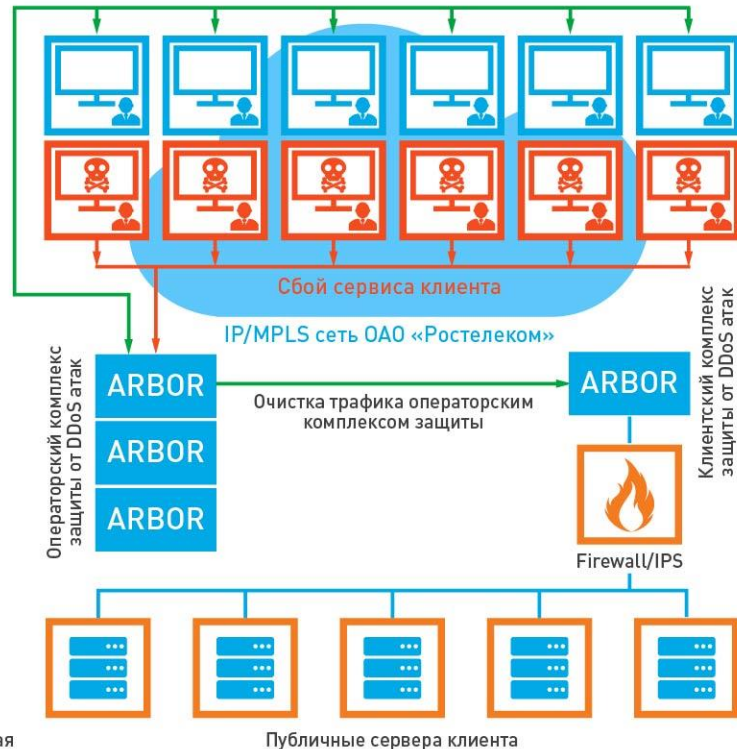 Сбой сервиса клиента
IP/MPLS сеть ОАО «Ростелеком»
Операторский комплекс
защиты от DDoS атак
ARBOR
ARBOR
ARBOR
Очистка трафика операторским
комплексом защиты
ARBOR
Клиентский комплекс
защиты от DDoS атак
Firewall/IPS
ая
Публичные сервера клиента